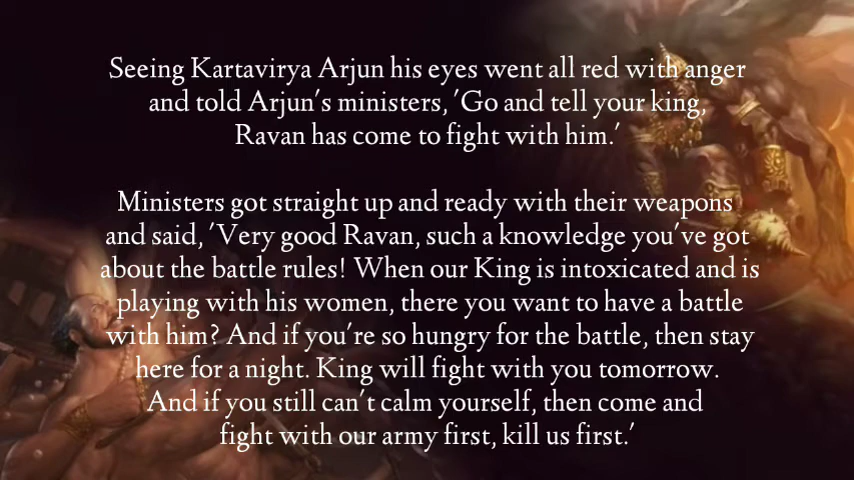 Seeing Kartavirya Arjun his eyes went all red with anger
and told Arjun's ministers, 'Go and tell your king,
Ravan has come to fight with him.'
Ministers got straight up and ready with their weapons
and said, 'Very good Ravan, such a knowledge you've got
about the battle rules! When our King is intoxicated and is
playing with his women, there you want to have a battle
with him? And if you're so hungry for the battle, then stay
here for a night. King will fight with you tomorrow.
And if you still can't calm yourself, then come and
fight with our army first, kill us first.'